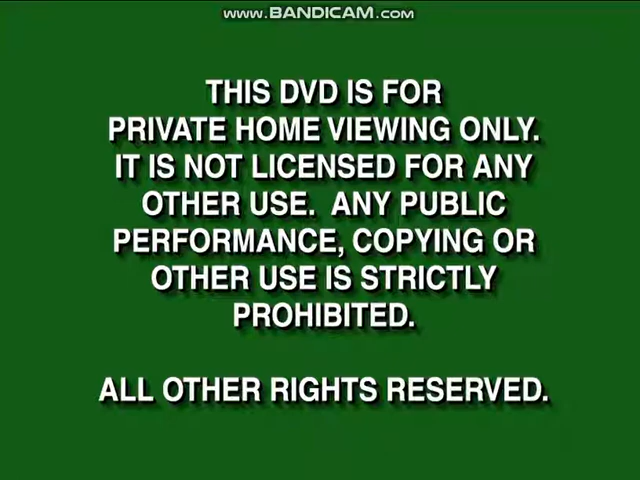 www.BANDICAM.com
THIS DVD IS FOR
PRIVATE HOME VIEWING ONLY.
IT IS NOT LICENSED FOR ANY
OTHER USE.  ANY PUBLIC
PERFORMANCE, COPYING OR
OTHER USE IS STRICTLY
PROHIBITED.
ALL OTHER RIGHTS RESERVED.